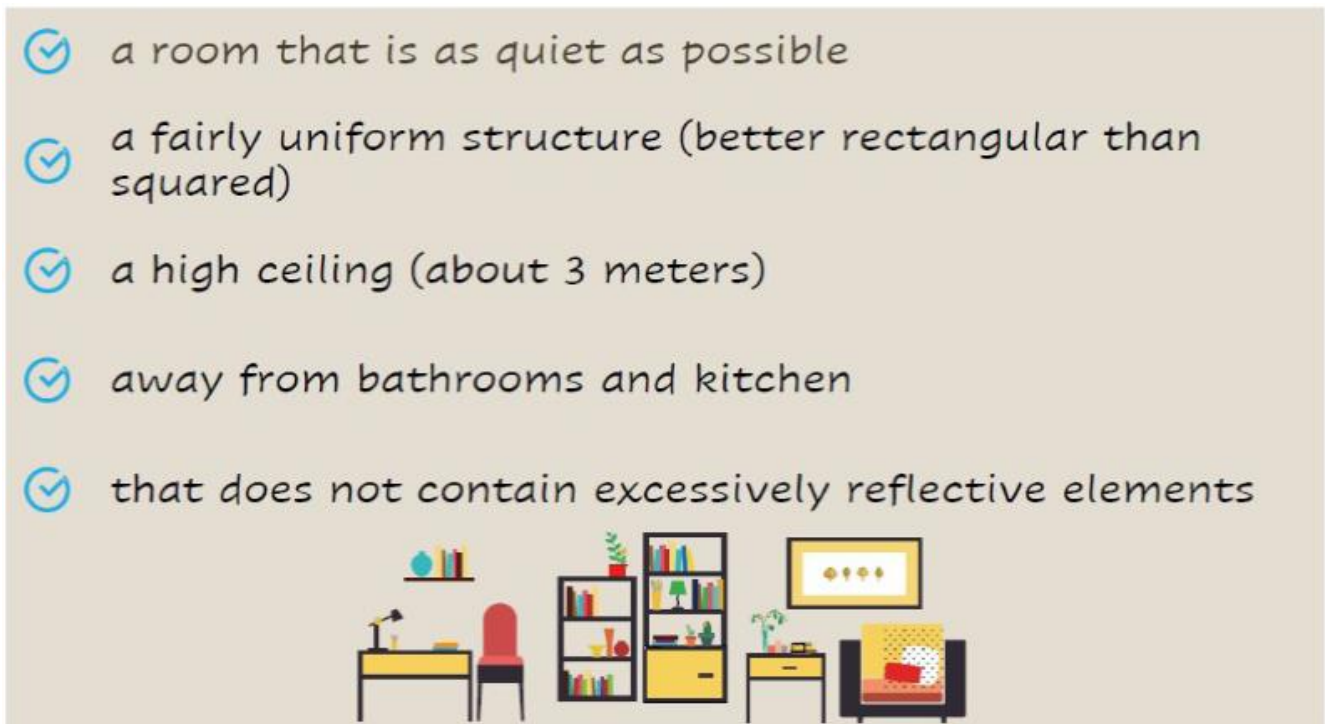 a room that is as quiet as possible
a fairly uniform structure (better rectangular than
squared)
a high ceiling (about 3 meters)
away from bathrooms and kitchen
that does not contain excessively reflective elements